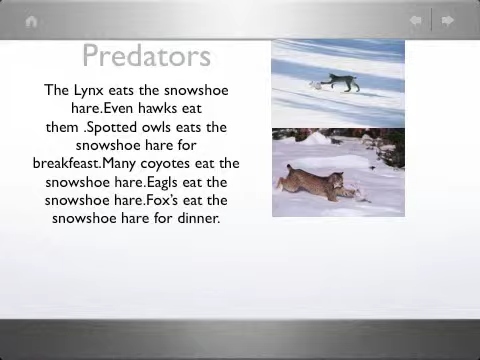 Predators
The Lynx eats the snowshoe
hare.Even hawks eat
them .Spotted owls eats the
snowshoe hare for
breakfeast.Many coyotes eat the
snowshoe hare.Eagls eat the
snowshoe hare.Fox's eat the
snowshoe hare for dinner.